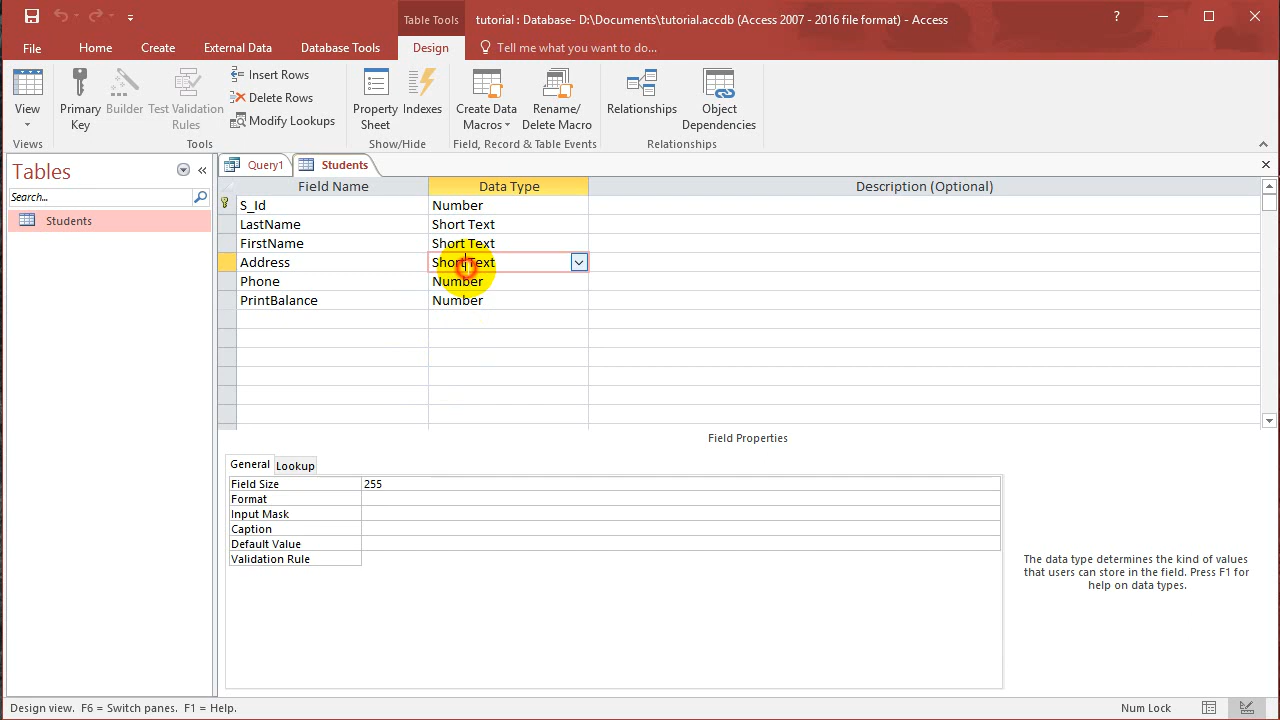 Table Tools
tutorial : Database- D:\Documents\tutorial.accdb (Access 2007 - 2016 file format) - Access
?
File
Home
Create
External Data
Database Tools
Design
Tell me what you want to do...
View
Primary Key
Builder
Test Validation Rules
Insert Rows
Delete Rows
Modify Lookups
Property Sheet
Indexes
Create Data Macros
Rename/ Delete Macro
Relationships
Object Dependencies
Views
Tools
Show/Hide
Field, Record & Table Events
Relationships
Tables
Search...
Students
Query1
Students
Field Name Data Type Description (Optional)
S_Id Number
LastName Short Text
FirstName Short Text
Address Short Text
Phone Number
PrintBalance Number
Field Properties
General Lookup
Field Size 255
Format
Input Mask
Caption
Default Value
Validation Rule
The data type determines the kind of values
that users can store in the field. Press F1 for
help on data types.
Design view. F6 = Switch panes. F1 = Help.
Num Lock